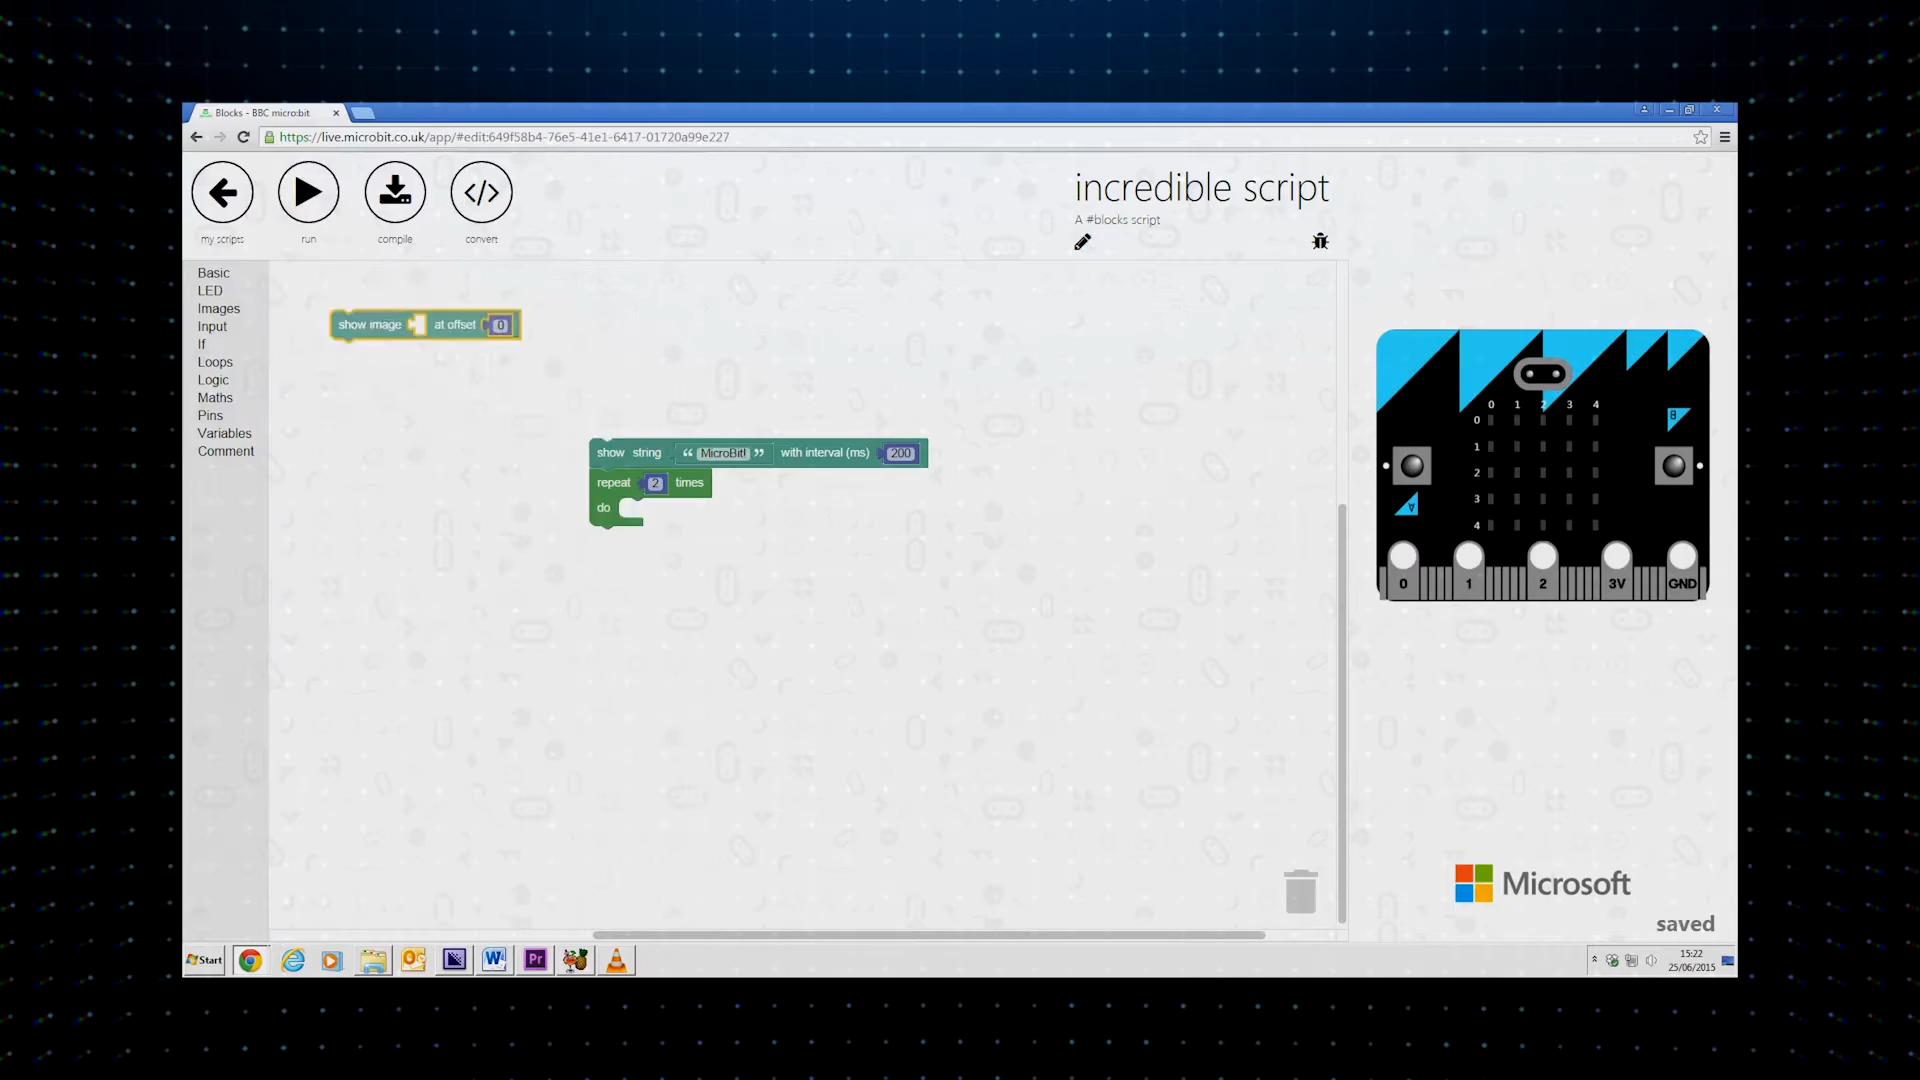 Blocks - BBC micro:bit
https://live.microbit.co.uk/app/#edit:649f58b4-76e5-41e1-6417-01720a99e227
my scripts
run
compile
convert
incredible script
A #blocks script
Basic
LED
Images
Input
If
Loops
Logic
Maths
Pins
Variables
Comment
show image at offset 0
show string “ MicroBit! ” with interval (ms) 200
repeat 2 times
do
0 1 2 3 4
0
1
2
3
4
B
A
0 1 2 3V GND
Microsoft
saved
Start
Pr
15:22
25/06/2015